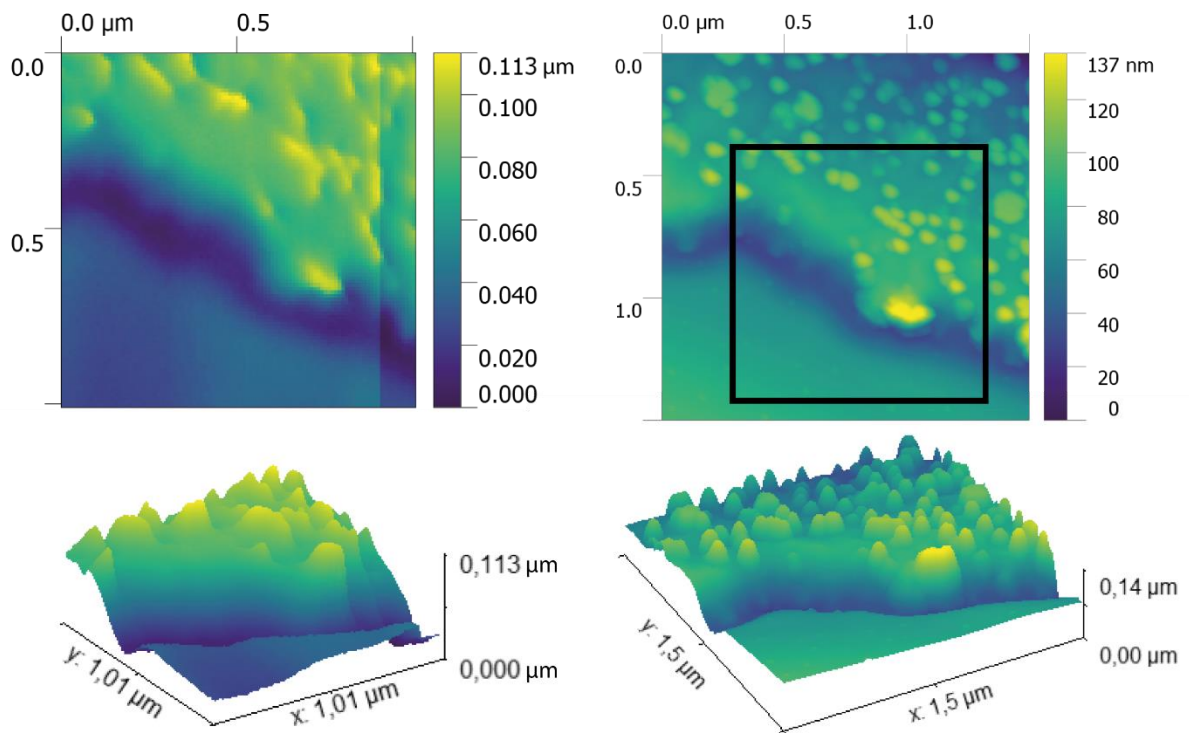 0.0 µm 0.5
0.0
0.5
0.113 µm
0.100
0.080
0.060
0.040
0.020
0.000
0.0 µm 0.5 1.0
0.0
0.5
1.0
137 nm
120
100
80
60
40
20
0
0,113 µm
0,000 µm
y: 1,01 µm
x: 1,01 µm
0,14 µm
0,00 µm
y: 1,5 µm
x: 1,5 µm